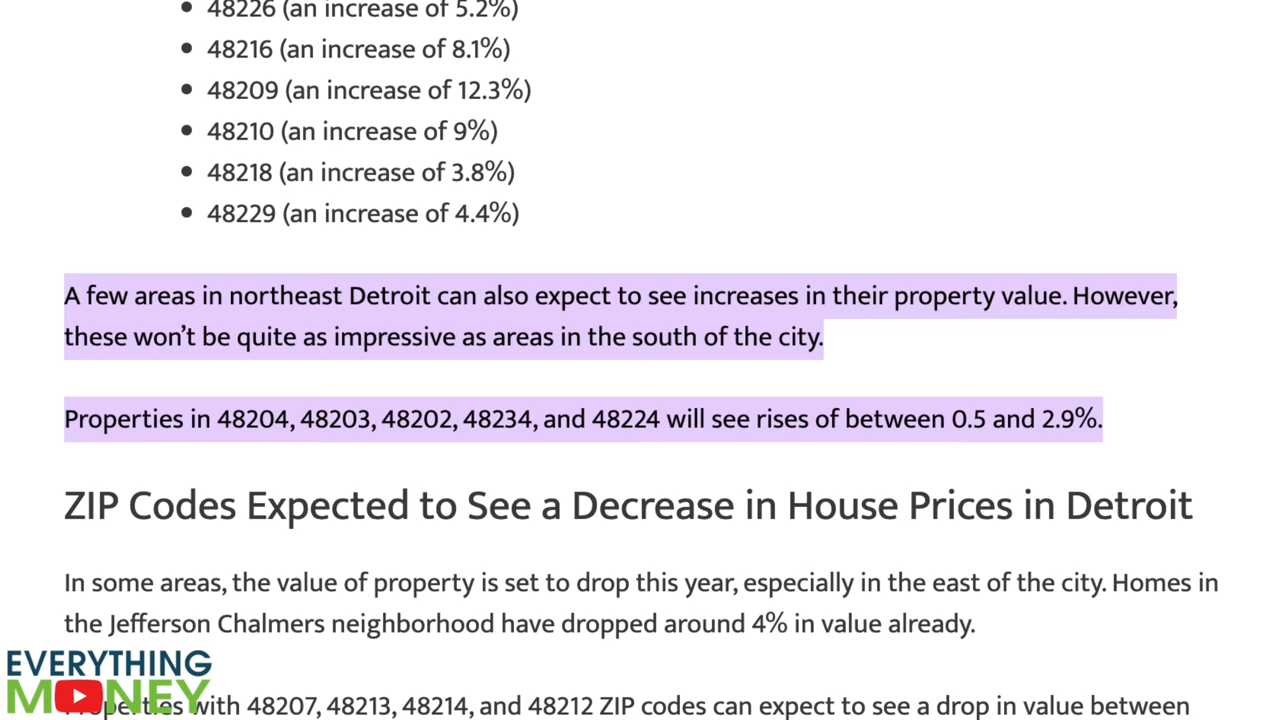 48226 (an increase of 5.2%)
48216 (an increase of 8.1%)
48209 (an increase of 12.3%)
48210 (an increase of 9%)
48218 (an increase of 3.8%)
48229 (an increase of 4.4%)
A few areas in northeast Detroit can also expect to see increases in their property value. However,
these won’t be quite as impressive as areas in the south of the city.
Properties in 48204, 48203, 48202, 48234, and 48224 will see rises of between 0.5 and 2.9%.
ZIP Codes Expected to See a Decrease in House Prices in Detroit
In some areas, the value of property is set to drop this year, especially in the east of the city. Homes in
the Jefferson Chalmers neighborhood have dropped around 4% in value already.
Properties with 48207, 48213, 48214, and 48212 ZIP codes can expect to see a drop in value between
EVERYTHING
MONEY